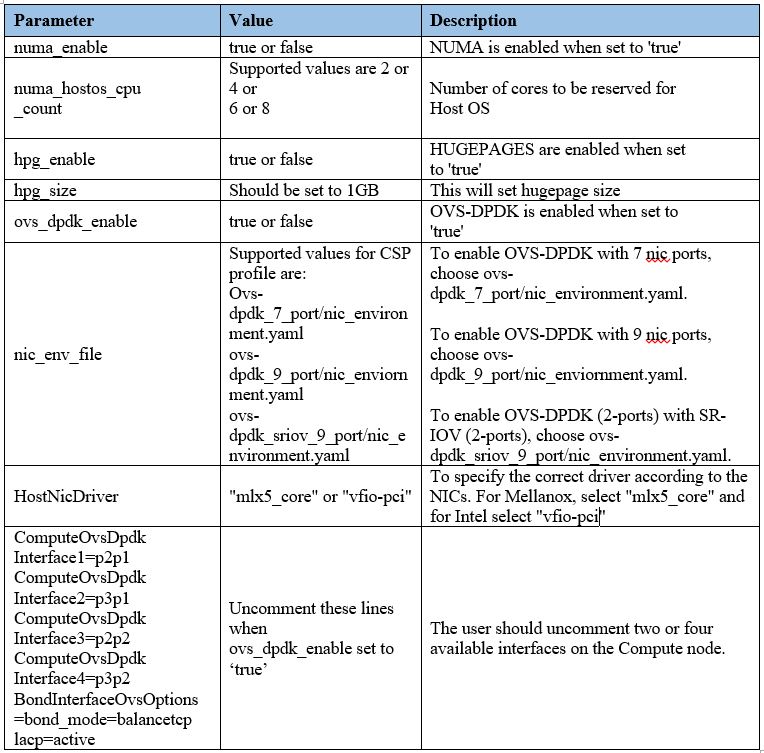 Parameter Value Description
numa_enable true or false NUMA is enabled when set to 'true'
numa_hostos_cpu
_count
Supported values are 2 or
4 or
6 or 8
Number of cores to be reserved for
Host OS
hpg_enable
true or false
HUGEPAGES are enabled when set
to 'true'
hpg_size Should be set to 1GB This will set hugepage size
ovs_dpdk_enable
true or false
OVS-DPDK is enabled when set to
'true'
nic_env_file
Supported values for CSP
profile are:
Ovs-
dpdk_7_port/nic_environ
ment.yaml
ovs-
dpdk_9_port/nic_enviorn
ment.yaml
ovs-
dpdk_sriov_9_port/nic_e
nvironment.yaml
To enable OVS-DPDK with 7 nic ports,
choose ovs-
dpdk_7_port/nic_environment.yaml.
To enable OVS-DPDK with 9 nic ports,
choose ovs-
dpdk_9_port/nic_enviornment.yaml.
To enable OVS-DPDK (2-ports) with SR-
IOV (2-ports), choose ovs-
dpdk_sriov_9_port/nic_environment.yaml.
HostNicDriver
"mlx5_core" or "vfio-pci"
To specify the correct driver according to the
NICs. For Mellanox, select "mlx5_core" and
for Intel select "vfio-pci"
ComputeOvsDpdk
Interface1=p2p1
ComputeOvsDpdk
Interface2=p3p1
ComputeOvsDpdk
Interface3=p2p2
ComputeOvsDpdk
Interface4=p3p2
BondInterfaceOvsOptions
=bond_mode=balancetcp
lacp=active
Uncomment these lines
when
ovs_dpdk_enable set to
‘true’
The user should uncomment two or four
available interfaces on the Compute node.